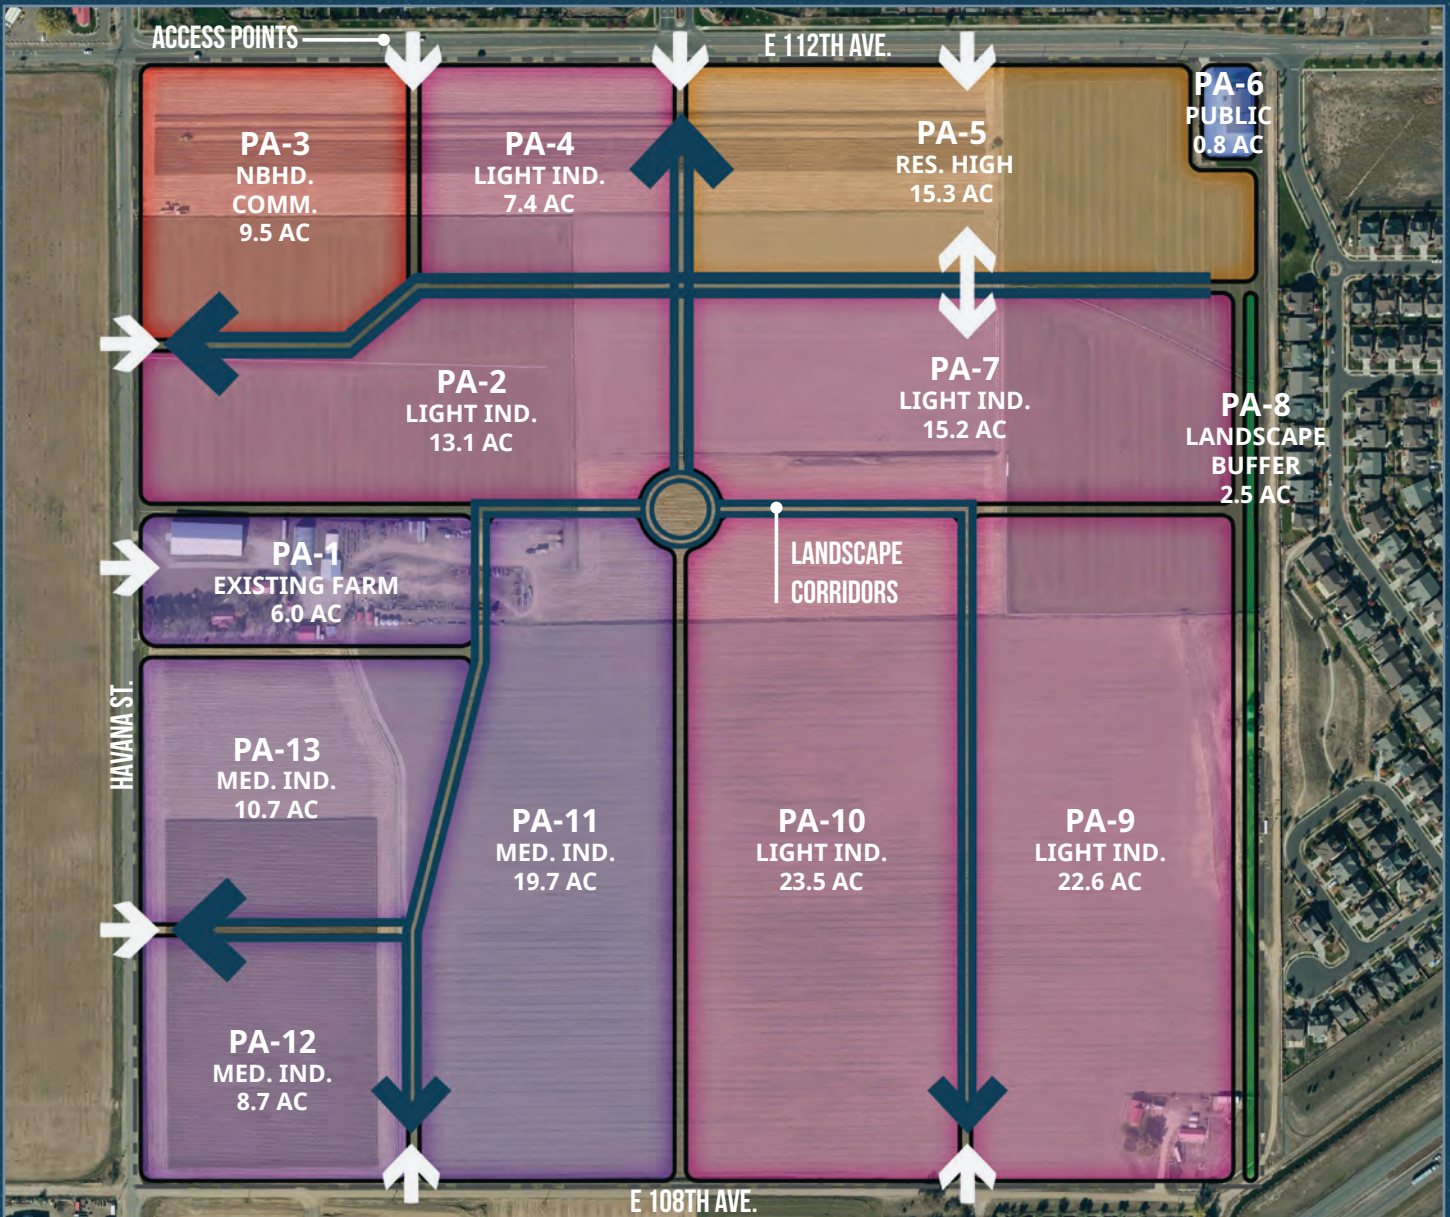 ACCESS POINTS
E 112TH AVE.
PA-3
NBHD.
COMM.
9.5 AC
PA-4
LIGHT IND.
7.4 AC
PA-5
RES. HIGH
15.3 AC
PA-6
PUBLIC
0.8 AC
PA-2
LIGHT IND.
13.1 AC
PA-7
LIGHT IND.
15.2 AC
PA-8
LANDSCAPE
BUFFER
2.5 AC
PA-1
EXISTING FARM
6.0 AC
LANDSCAPE
CORRIDORS
HAVANA ST.
PA-13
MED. IND.
10.7 AC
PA-11
MED. IND.
19.7 AC
PA-10
LIGHT IND.
23.5 AC
PA-9
LIGHT IND.
22.6 AC
PA-12
MED. IND.
8.7 AC
E 108TH AVE.